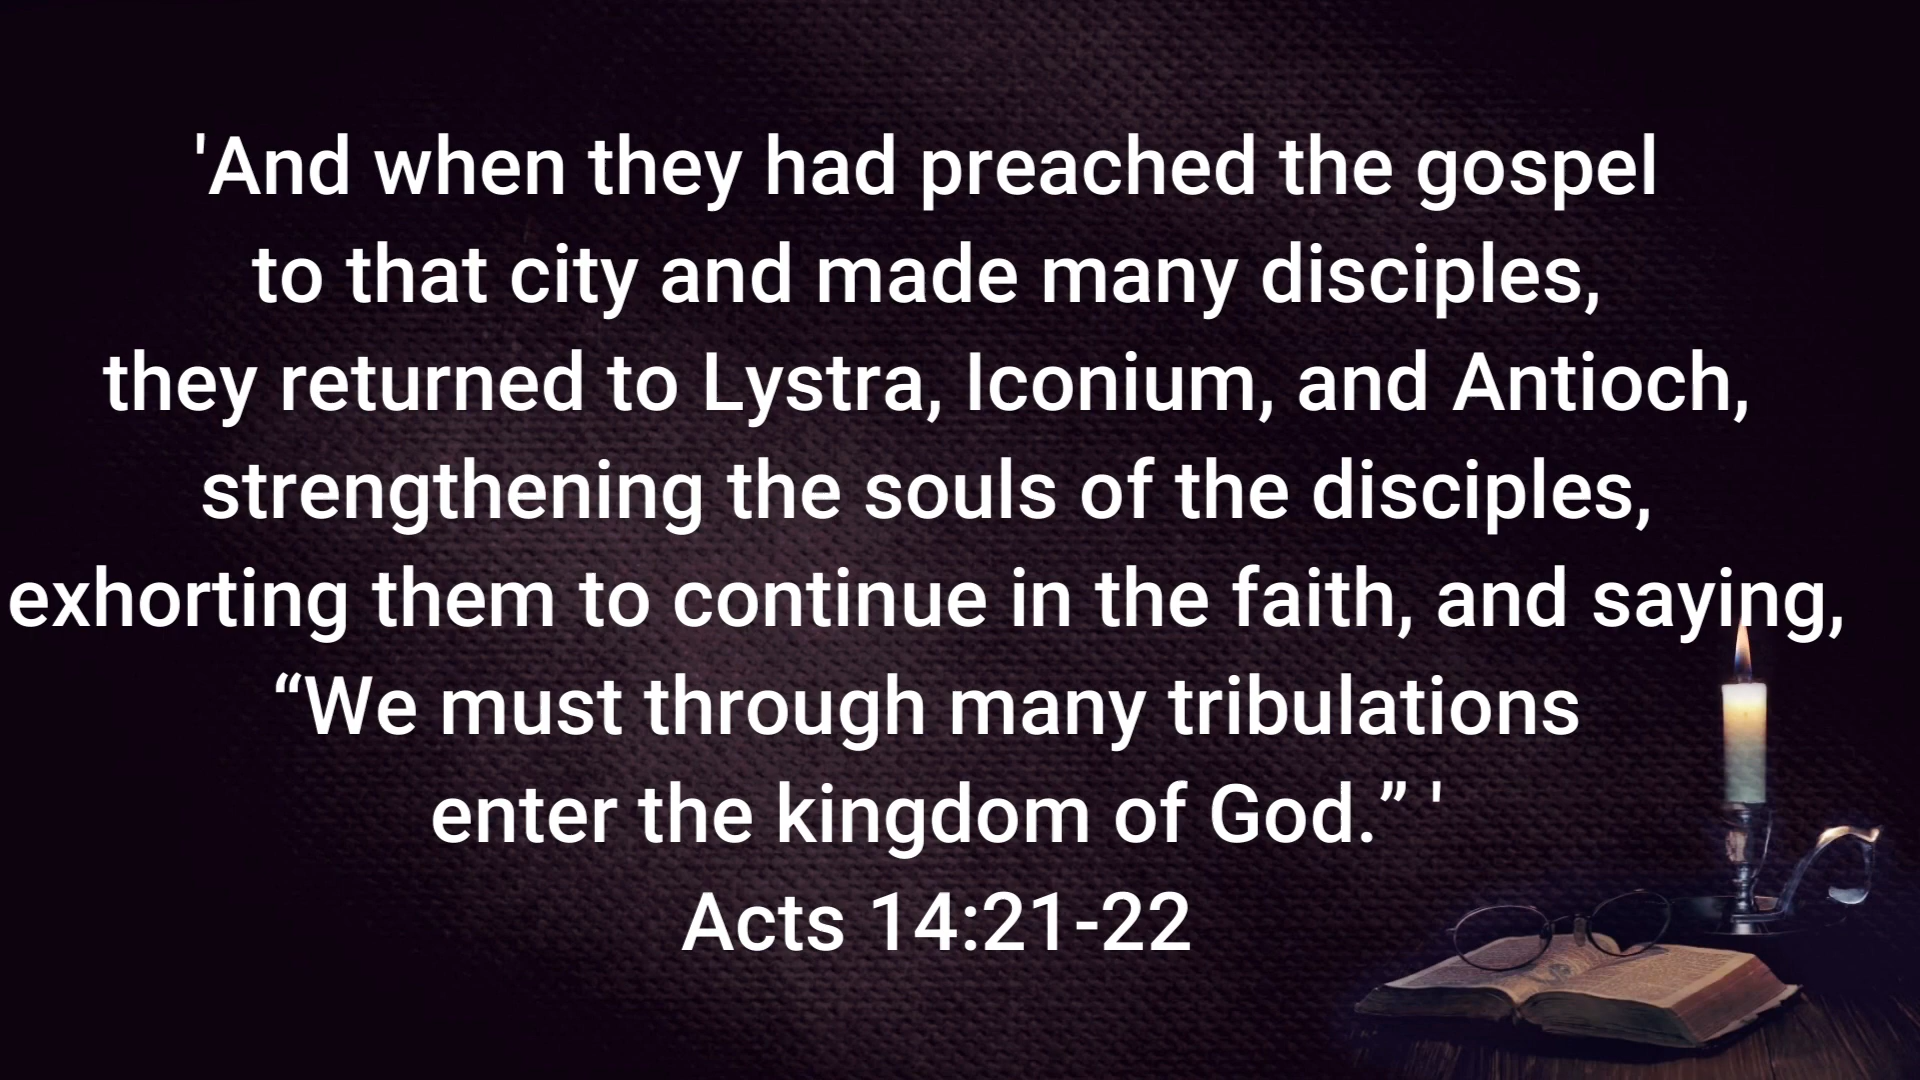 'And when they had preached the gospel
to that city and made many disciples,
they returned to Lystra, Iconium, and Antioch,
strengthening the souls of the disciples,
exhorting them to continue in the faith, and saying,
“We must through many tribulations
enter the kingdom of God.” '
Acts 14:21-22